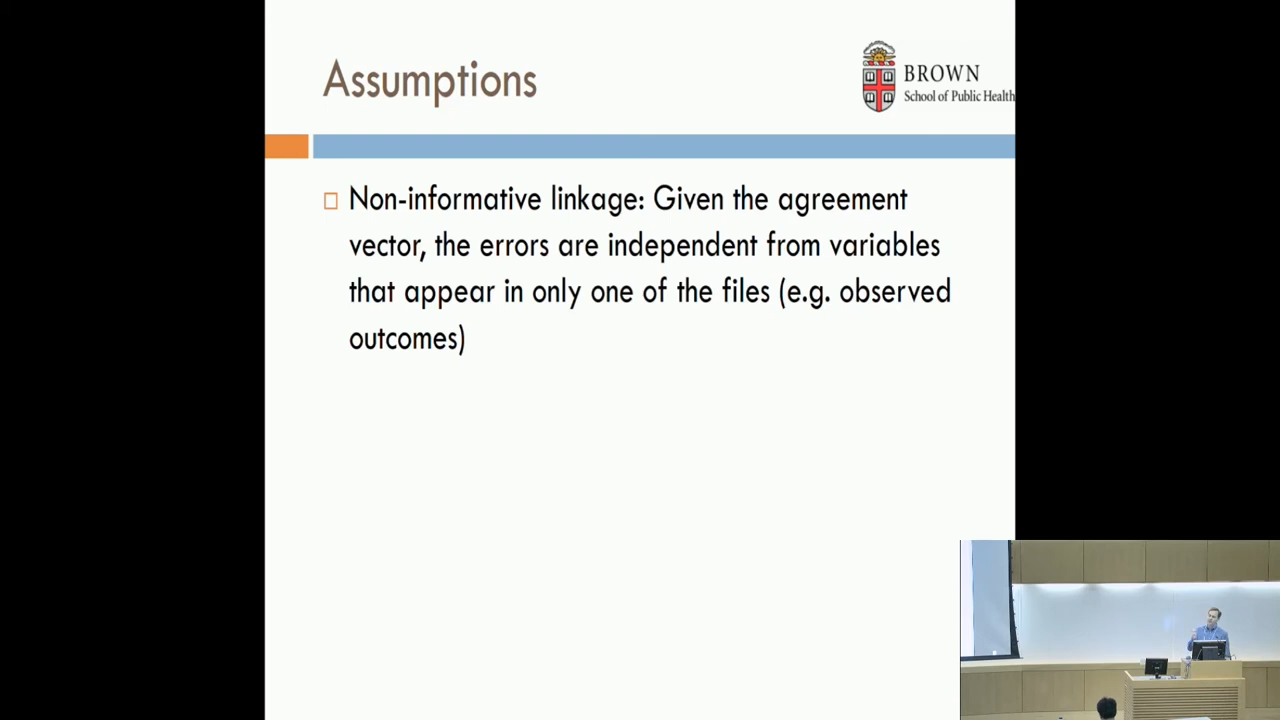 Assumptions
BROWN
School of Public Health
Non-informative linkage: Given the agreement
vector, the errors are independent from variables
that appear in only one of the files (e.g. observed
outcomes)